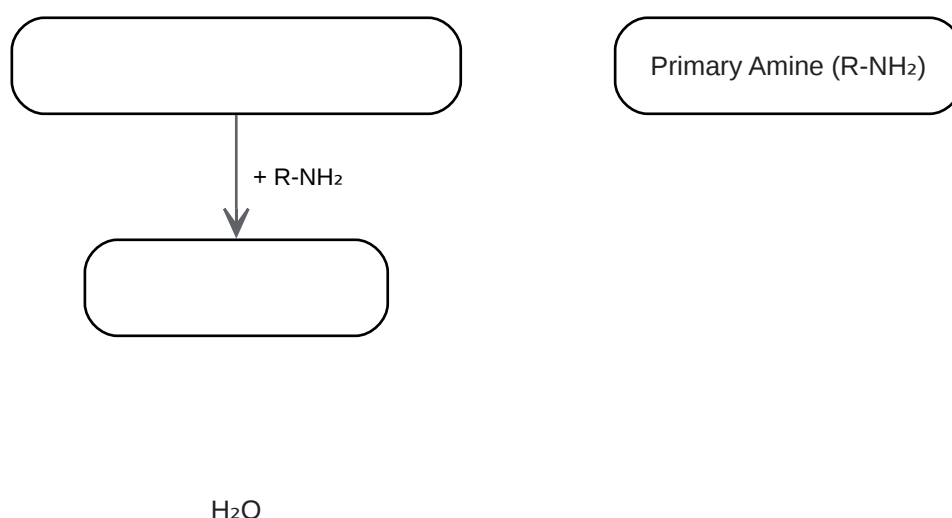 Primary Amine (R-NH₂)
+ R-NH₂
H₂O